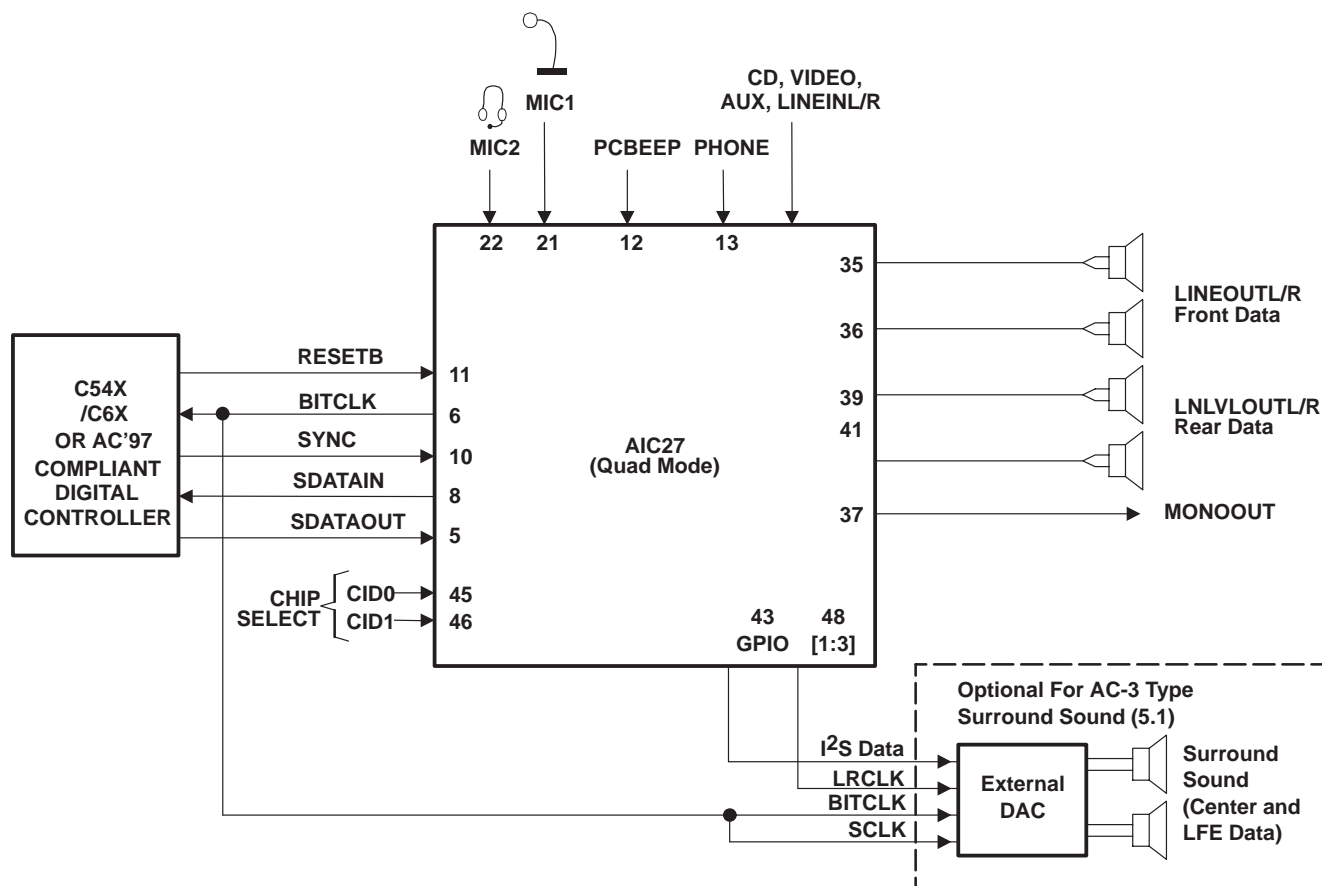 CD, VIDEO,
AUX, LINEINL/R
MIC1
MIC2
PCBEEP
PHONE
22
21
12
13
35
LINEOUTL/R
Front Data
36
RESETB
11
C54X
/C6X
OR AC'97
COMPLIANT
DIGITAL
CONTROLLER
BITCLK
6
SYNC
10
SDATAIN
8
SDATAOUT
5
AIC27
(Quad Mode)
39
41
LNLVLOUTL/R
Rear Data
37
MONOOUT
CHIP
SELECT
CID0
45
CID1
46
43
48
GPIO
[1:3]
Optional For AC-3 Type
Surround Sound (5.1)
I2S Data
LRCLK
BITCLK
SCLK
External
DAC
Surround
Sound
(Center and
LFE Data)